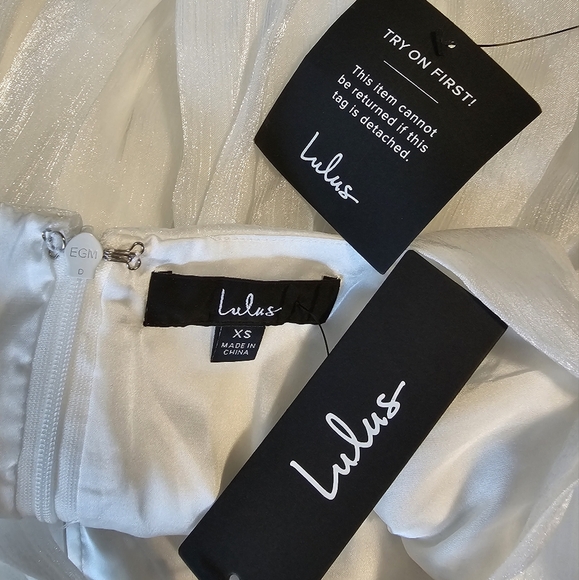 TRY ON FIRST!
This item cannot
be returned if this
tag is detached.
Lulus
EGM
D
Lulus
XS
MADE IN
CHINA
Lulus